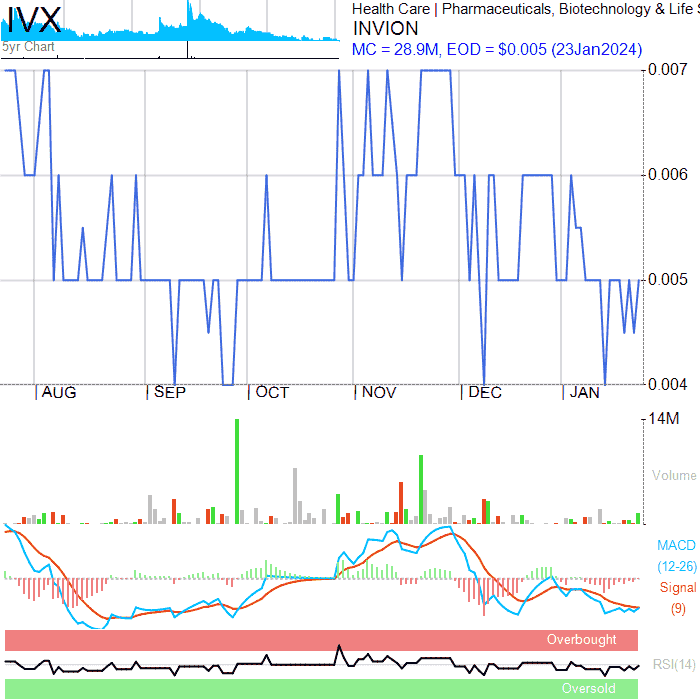 IVX
5yr Chart
Health Care | Pharmaceuticals, Biotechnology & Life
INVION
MC = 28.9M, EOD = $0.005 (23Jan2024)
0.007
0.006
0.005
0.004
AUG SEP OCT NOV DEC JAN
14M
Volume
MACD
(12-26)
Signal
(9)
Overbought
RSI(14)
Oversold